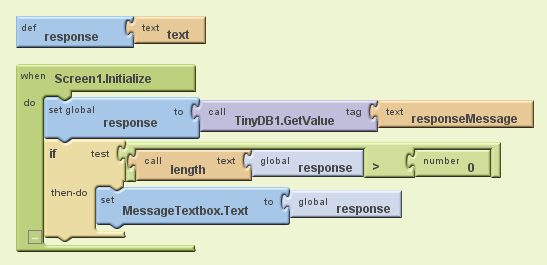 def response text text
when Screen1.Initialize
do set global response to call TinyDB1.GetValue tag text responseMessage
if test call length text global response > number 0
then-do set MessageTextbox.Text to global response